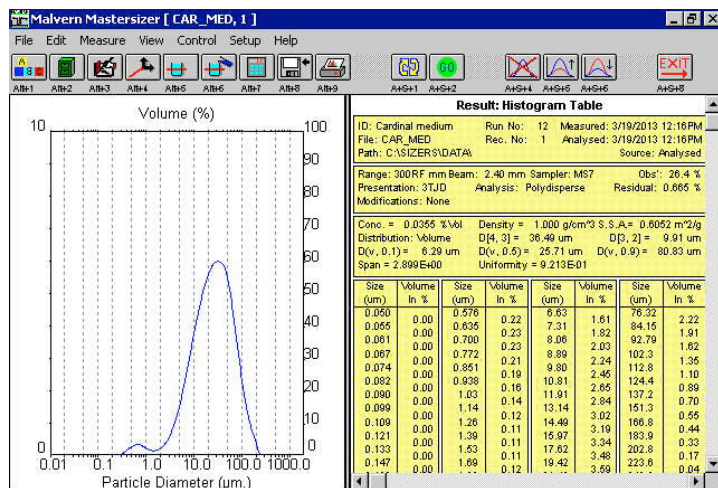 Malvern Mastersizer [ CAR_MED, 1 ]
File Edit Measure View Control Setup Help
GO EXIT
Alt+1 Alt+2 Alt+3 Alt+4 Alt+5 Alt+6 Alt+7 Alt+8 Alt+9 A+S+1 A+S+2 A+S+4 A+S+5 A+S+6 A+S+8
Volume (%)
10 100
90
80
70
60
50
40
30
20
10
0 0
0.01 0.1 1.0 10.0 100.0 1000.0
Particle Diameter (µm.)
Result: Histogram Table
ID: Cardinal medium Run No: 12 Measured: 3/19/2013 12:16PM
File: CAR_MED Rec. No: 1 Analysed: 3/19/2013 12:16PM
Path: C:\SIZERS\DATA\ Source: Analysed
Range: 300RF mm Beam: 2.40 mm Sampler: MS7 Obs': 26.4 %
Presentation: 3TJD Analysis: Polydisperse Residual: 0.665 %
Modifications: None
Conc. = 0.0355 %Vol Density = 1.000 g/cm^3 S.S.A.= 0.6052 m^2/g
Distribution: Volume D[4, 3] = 36.49 um D[3, 2] = 9.91 um
D(v, 0.1) = 6.29 um D(v, 0.5) = 25.71 um D(v, 0.9) = 80.83 um
Span = 2.899E+00 Uniformity = 9.213E-01
Size Volume Size Volume Size Volume Size Volume
(um) In % (um) In % (um) In % (um) In %
0.050 0.576 6.63 76.32
0.00 0.22 1.61 2.22
0.055 0.635 7.31 84.15
0.00 0.23 1.82 1.91
0.061 0.700 8.06 92.79
0.00 0.23 2.03 1.62
0.067 0.772 8.89 102.3
0.00 0.21 2.24 1.35
0.074 0.851 9.80 112.8
0.00 0.19 2.45 1.10
0.082 0.938 10.81 124.4
0.00 0.16 2.65 0.89
0.090 1.03 11.91 137.2
0.00 0.14 2.84 0.70
0.099 1.14 13.14 151.3
0.00 0.12 3.02 0.55
0.109 1.26 14.49 166.8
0.00 0.11 3.19 0.44
0.121 1.39 15.97 183.9
0.00 0.11 3.34 0.33
0.133 1.53 17.62 202.8
0.00 0.11 3.48 0.17
0.147 1.69 19.42 223.6
0.00 0.12 3.59 0.04